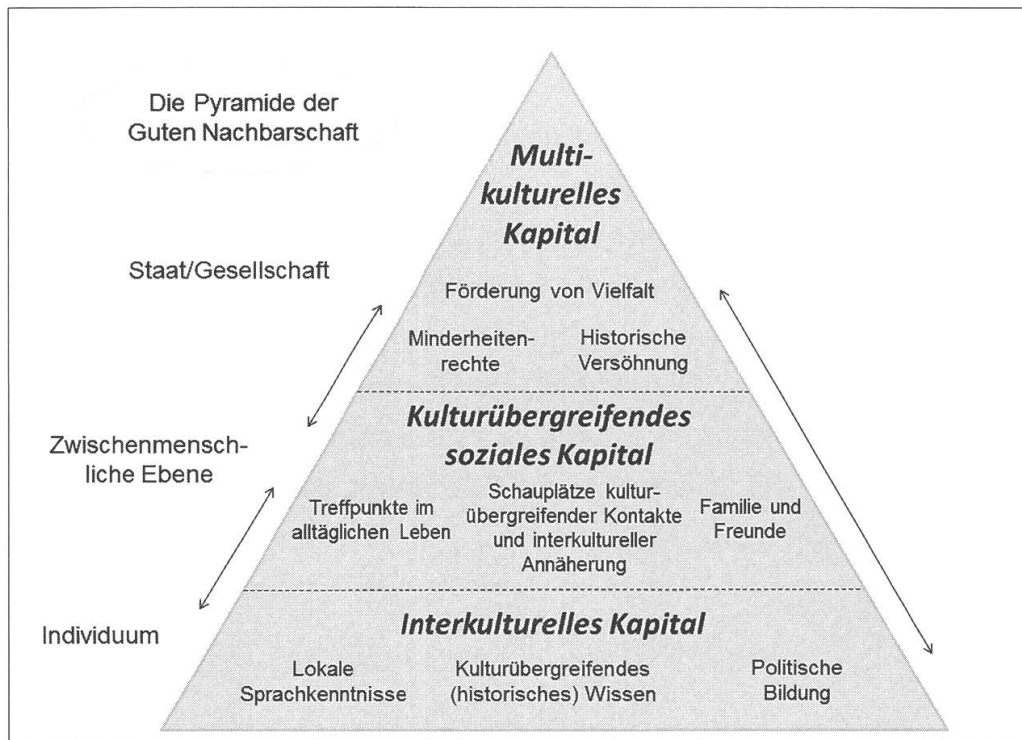 Die Pyramide der
Guten Nachbarschaft
Multi-
kulturelles
Kapital
Staat/Gesellschaft
Förderung von Vielfalt
Minderheiten-
rechte
Historische
Versöhnung
Kulturübergreifendes
soziales Kapital
Zwischenmensch-
liche Ebene
Treffpunkte im
alltäglichen Leben
Schauplätze kultur-
übergreifender Kontakte
und interkultureller
Annäherung
Familie und
Freunde
Individuum
Interkulturelles Kapital
Lokale
Sprachkenntnisse
Kulturübergreifendes
(historisches) Wissen
Politische
Bildung